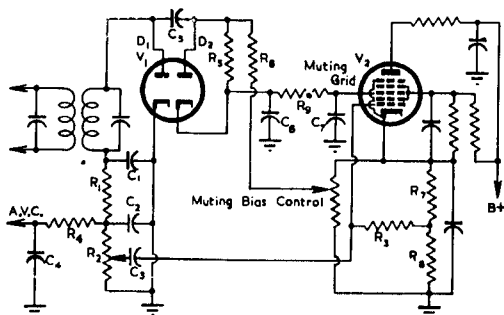 C3
D1 D2
V1
R5
R6
V2
Muting
Grid
R9
C6
C7
C1
R1
Muting Bias Control
R7
B+
A.V.C.
R4
C2
R3
R2
C3
R8
C4